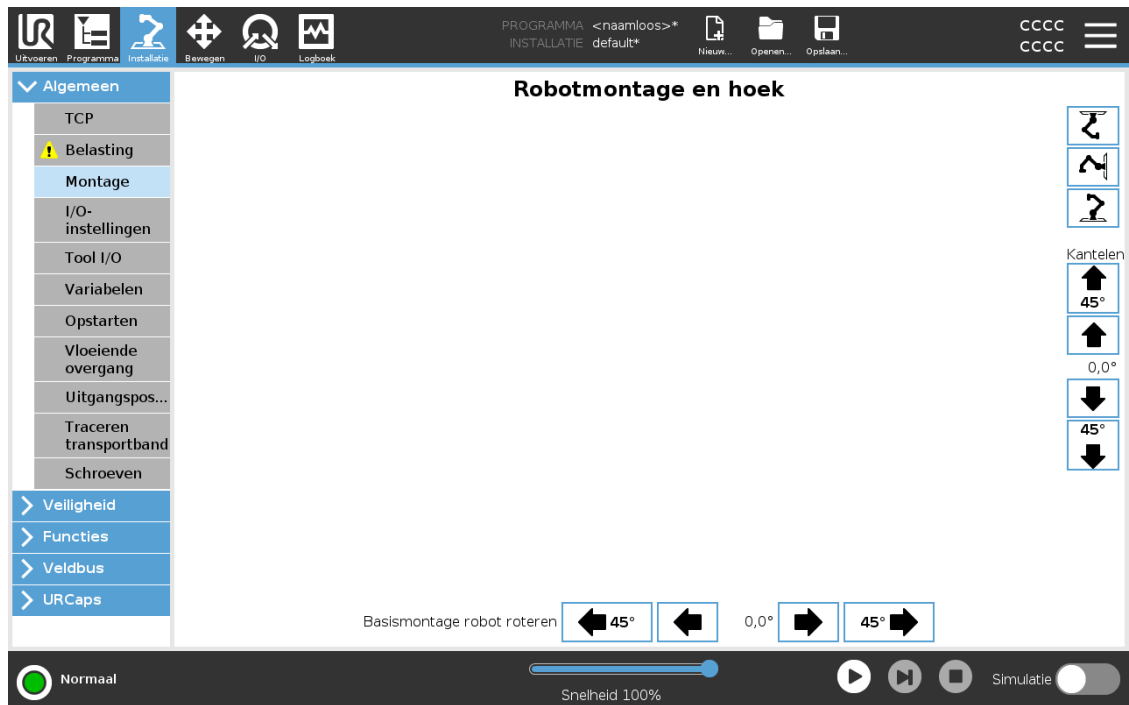 PROGRAMMA <naamloos>*
INSTALLATIE default*
Nieuw...
Openen...
Opslaan...
CCCC
CCCC
Uitvoeren
Programma
Installatie
Bewegen
I/O
Logboek
Algemeen
TCP
Belasting
Montage
I/O-
instellingen
Tool I/O
Variabelen
Opstarten
Vloeiende
overgang
Uitgangspos...
Traceren
transportband
Schroeven
Veiligheid
Functies
Veldbus
URCaps
Robotmontage en hoek
Kantelen
45°
0,0°
45°
Basismontage robot roteren
45°
0,0°
45°
Normaal
Snelheid 100%
Simulatie